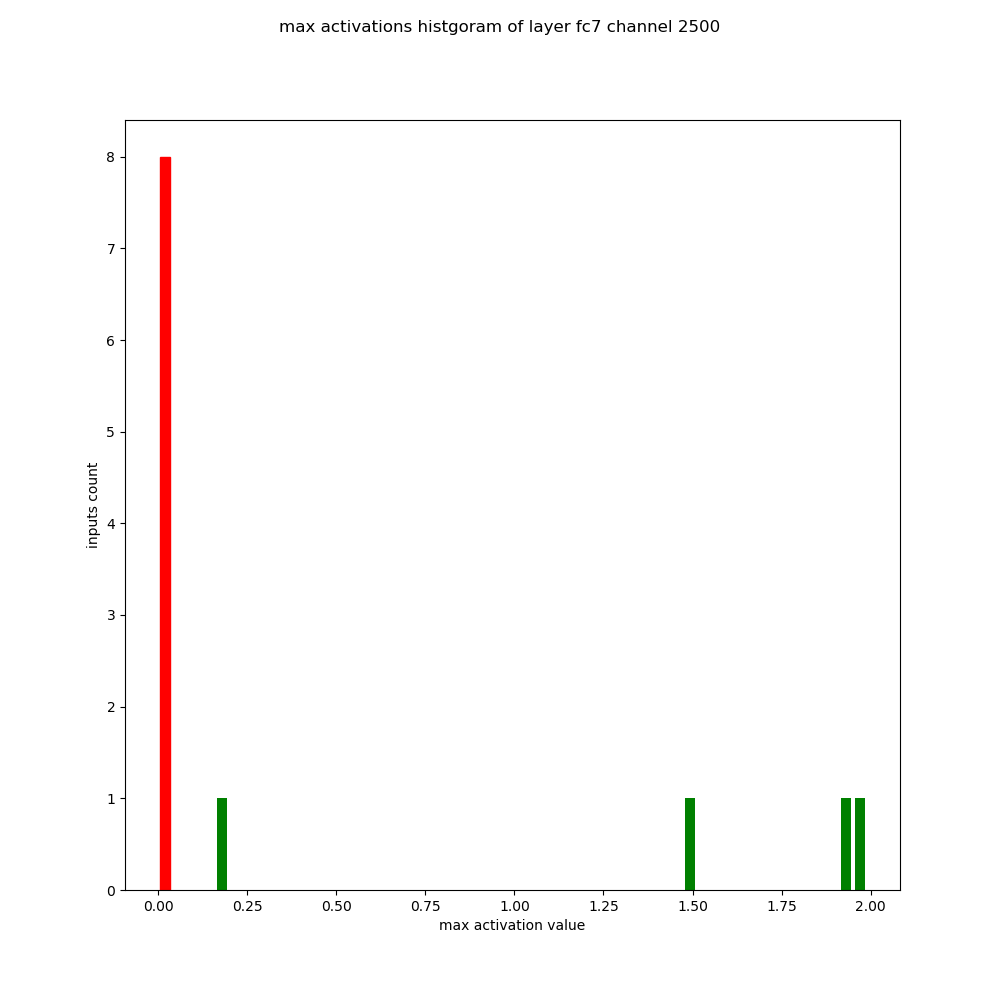 max activations histgoram of layer fc7 channel 2500
8
7
6
5
4
3
2
1
0
inputs count
0.00 0.25 0.50 0.75 1.00 1.25 1.50 1.75 2.00
max activation value